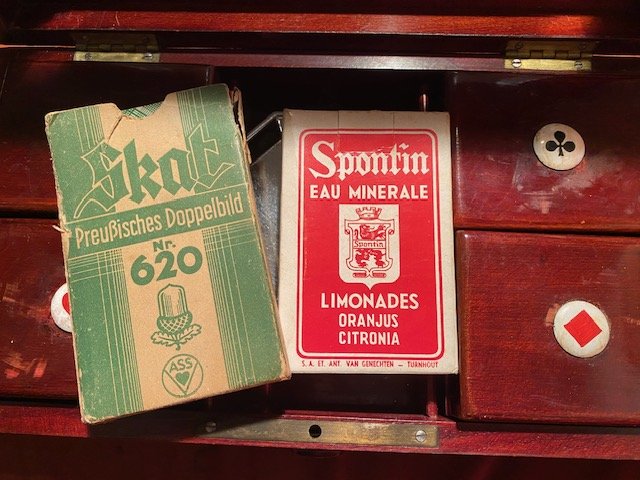 Skat
Preußisches Doppelbild
Nr.
620
ASS
Spontin
EAU MINERALE
Spontin
LIMONADES
ORANJUS
CITRONIA
S. A. ET. ANT. VAN GENECHTEN — TURNHOUT